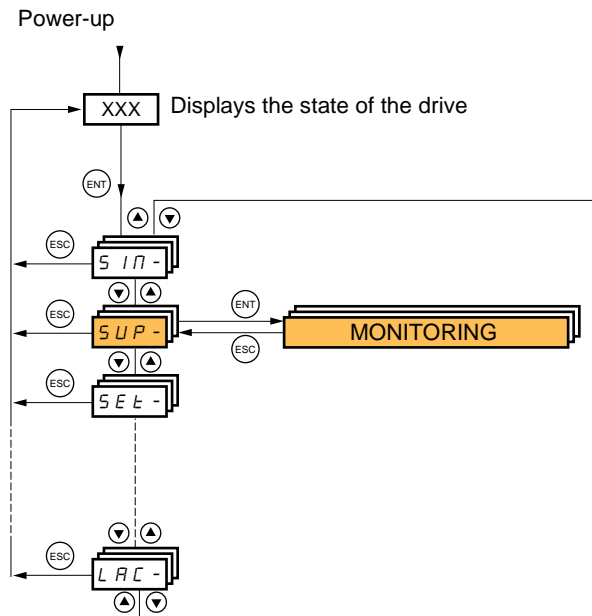 Power-up
XXX Displays the state of the drive
ENT
ESC
SIM-
ESC
SUP-
ENT
MONITORING
ESC
ESC
SEt-
ESC
LAC-